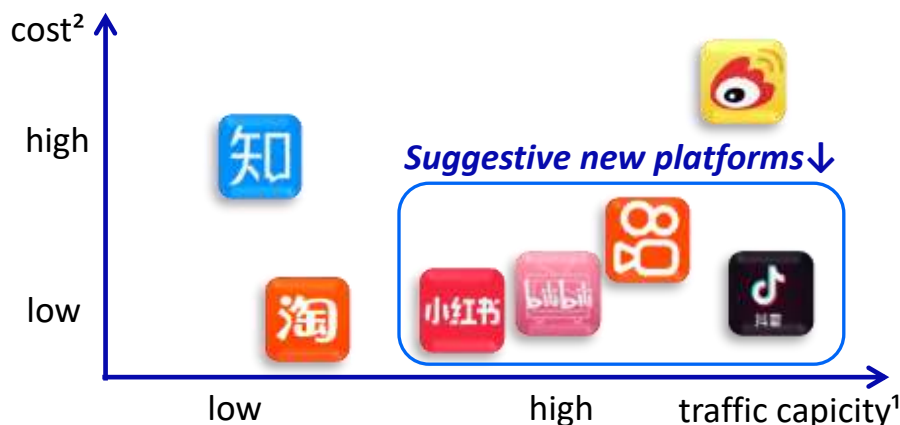 cost²
high
知
Suggestive new platforms↓
淘
小红书
bilibili
抖音
low
low
high
traffic capicity¹